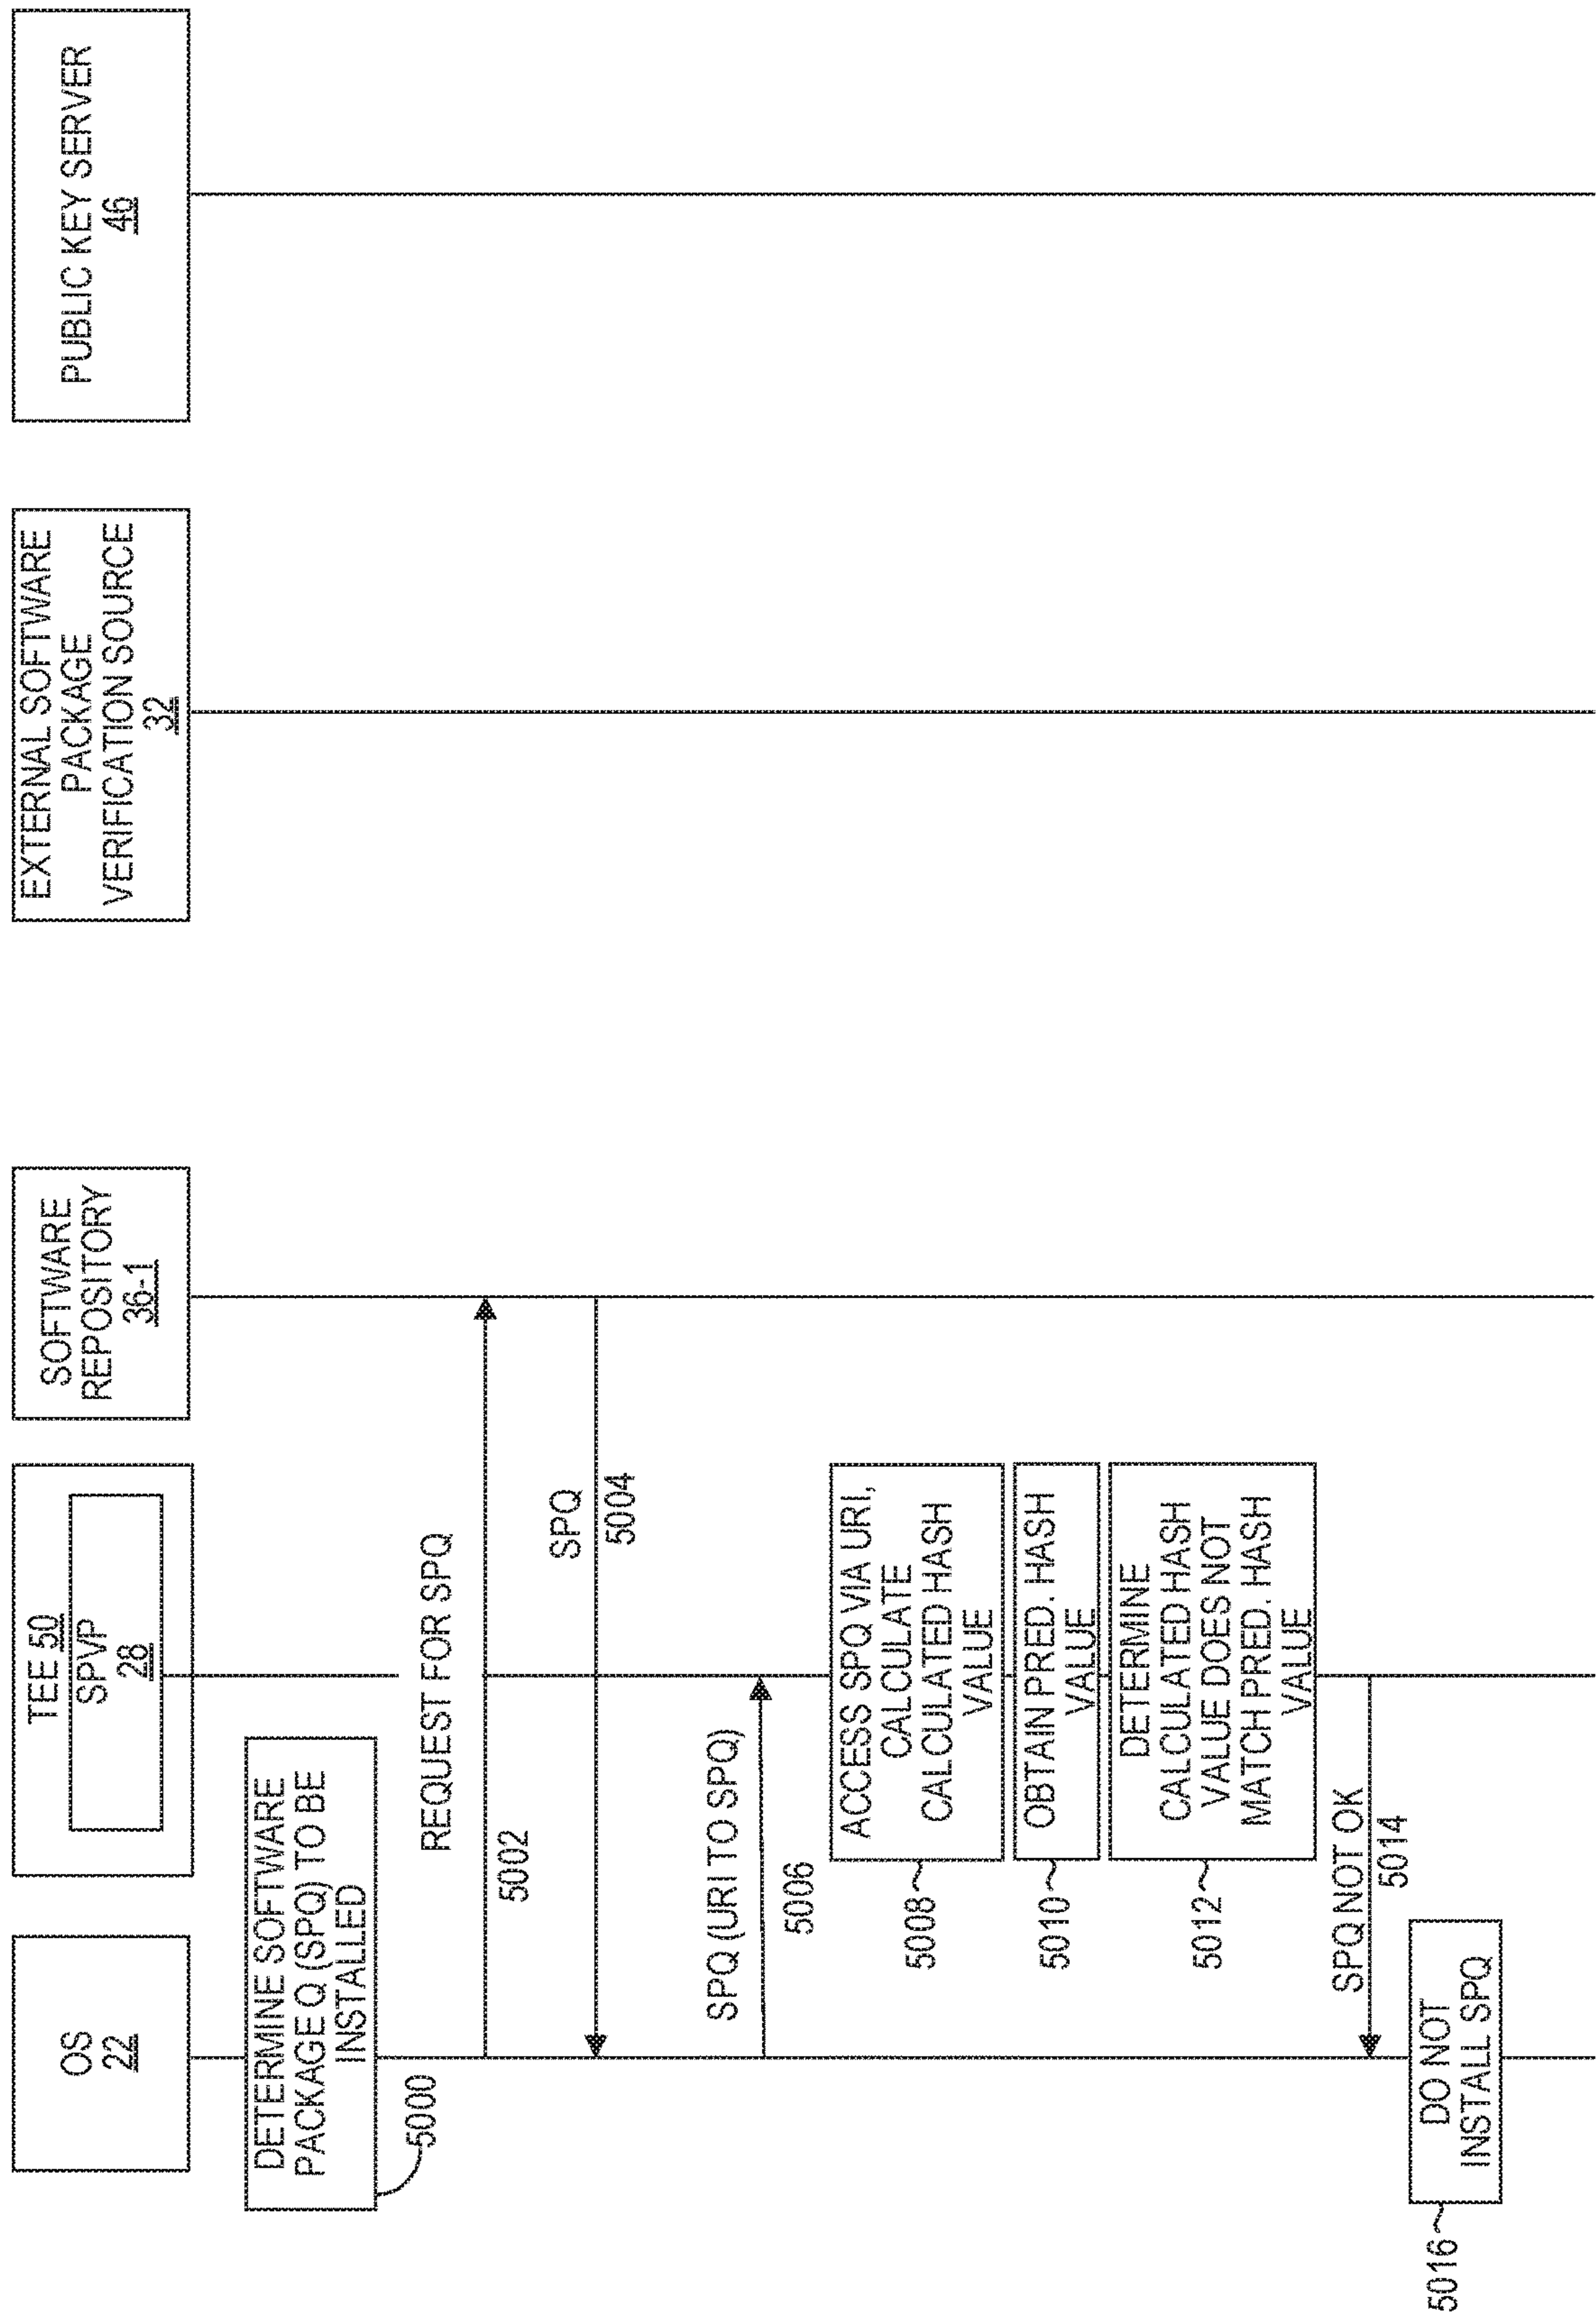 OS
22
TEE 50
SPVP
28
SOFTWARE
REPOSITORY
36-1
EXTERNAL SOFTWARE
PACKAGE
VERIFICATION SOURCE
32
PUBLIC KEY SERVER
46
DETERMINE SOFTWARE
PACKAGE Q (SPQ) TO BE
INSTALLED
5000
REQUEST FOR SPQ
5002
SPQ
5004
SPQ (URI TO SPQ)
5006
ACCESS SPQ VIA URI,
CALCULATE
CALCULATED HASH
VALUE
5008
OBTAIN PRED. HASH
VALUE
5010
DETERMINE
CALCULATED HASH
VALUE DOES NOT
MATCH PRED. HASH
VALUE
5012
SPQ NOT OK
5014
DO NOT
INSTALL SPQ
5016